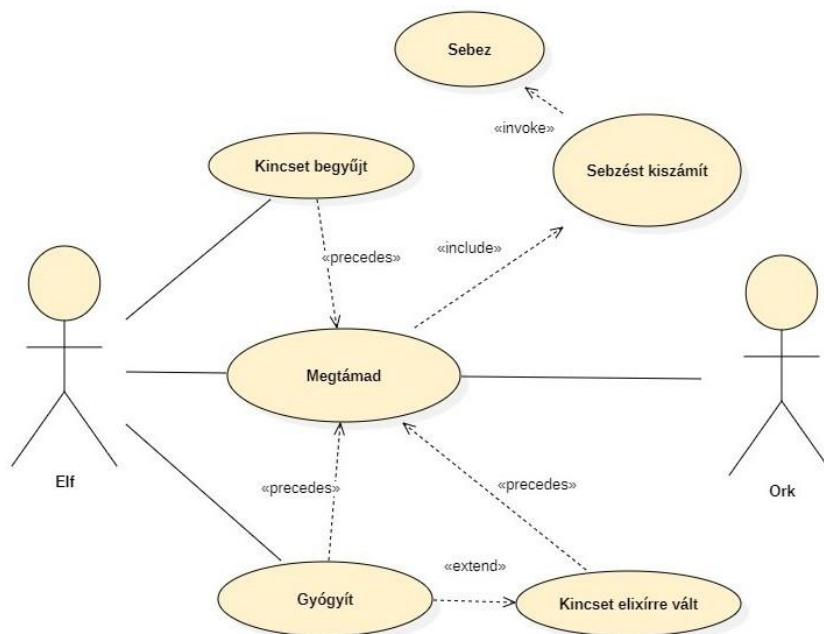 Sebez
«invoke»
Kincset begyűjt
Sebzést kiszámít
«precedes»
«include»
Megtámad
Elf
Ork
«precedes»
«precedes»
«extend»
Gyógyít
Kincset elixírre vált